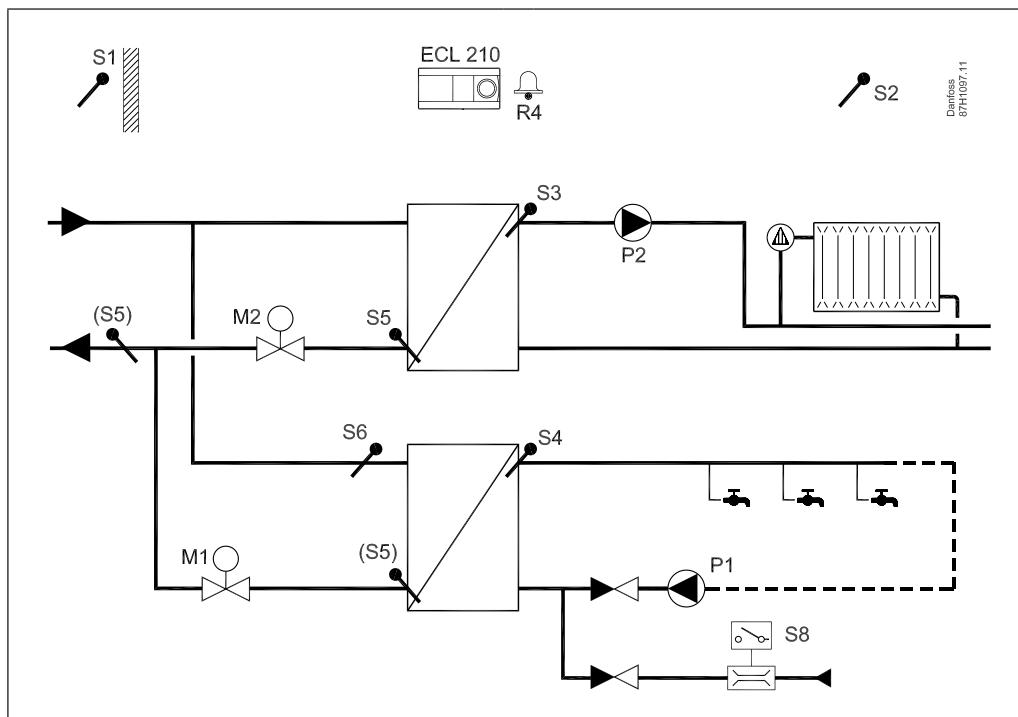 S1
ECL 210
R4
S2
Danfoss
87H1097.11
S3
P2
(S5)
M2
S5
S6
S4
M1
(S5)
P1
S8